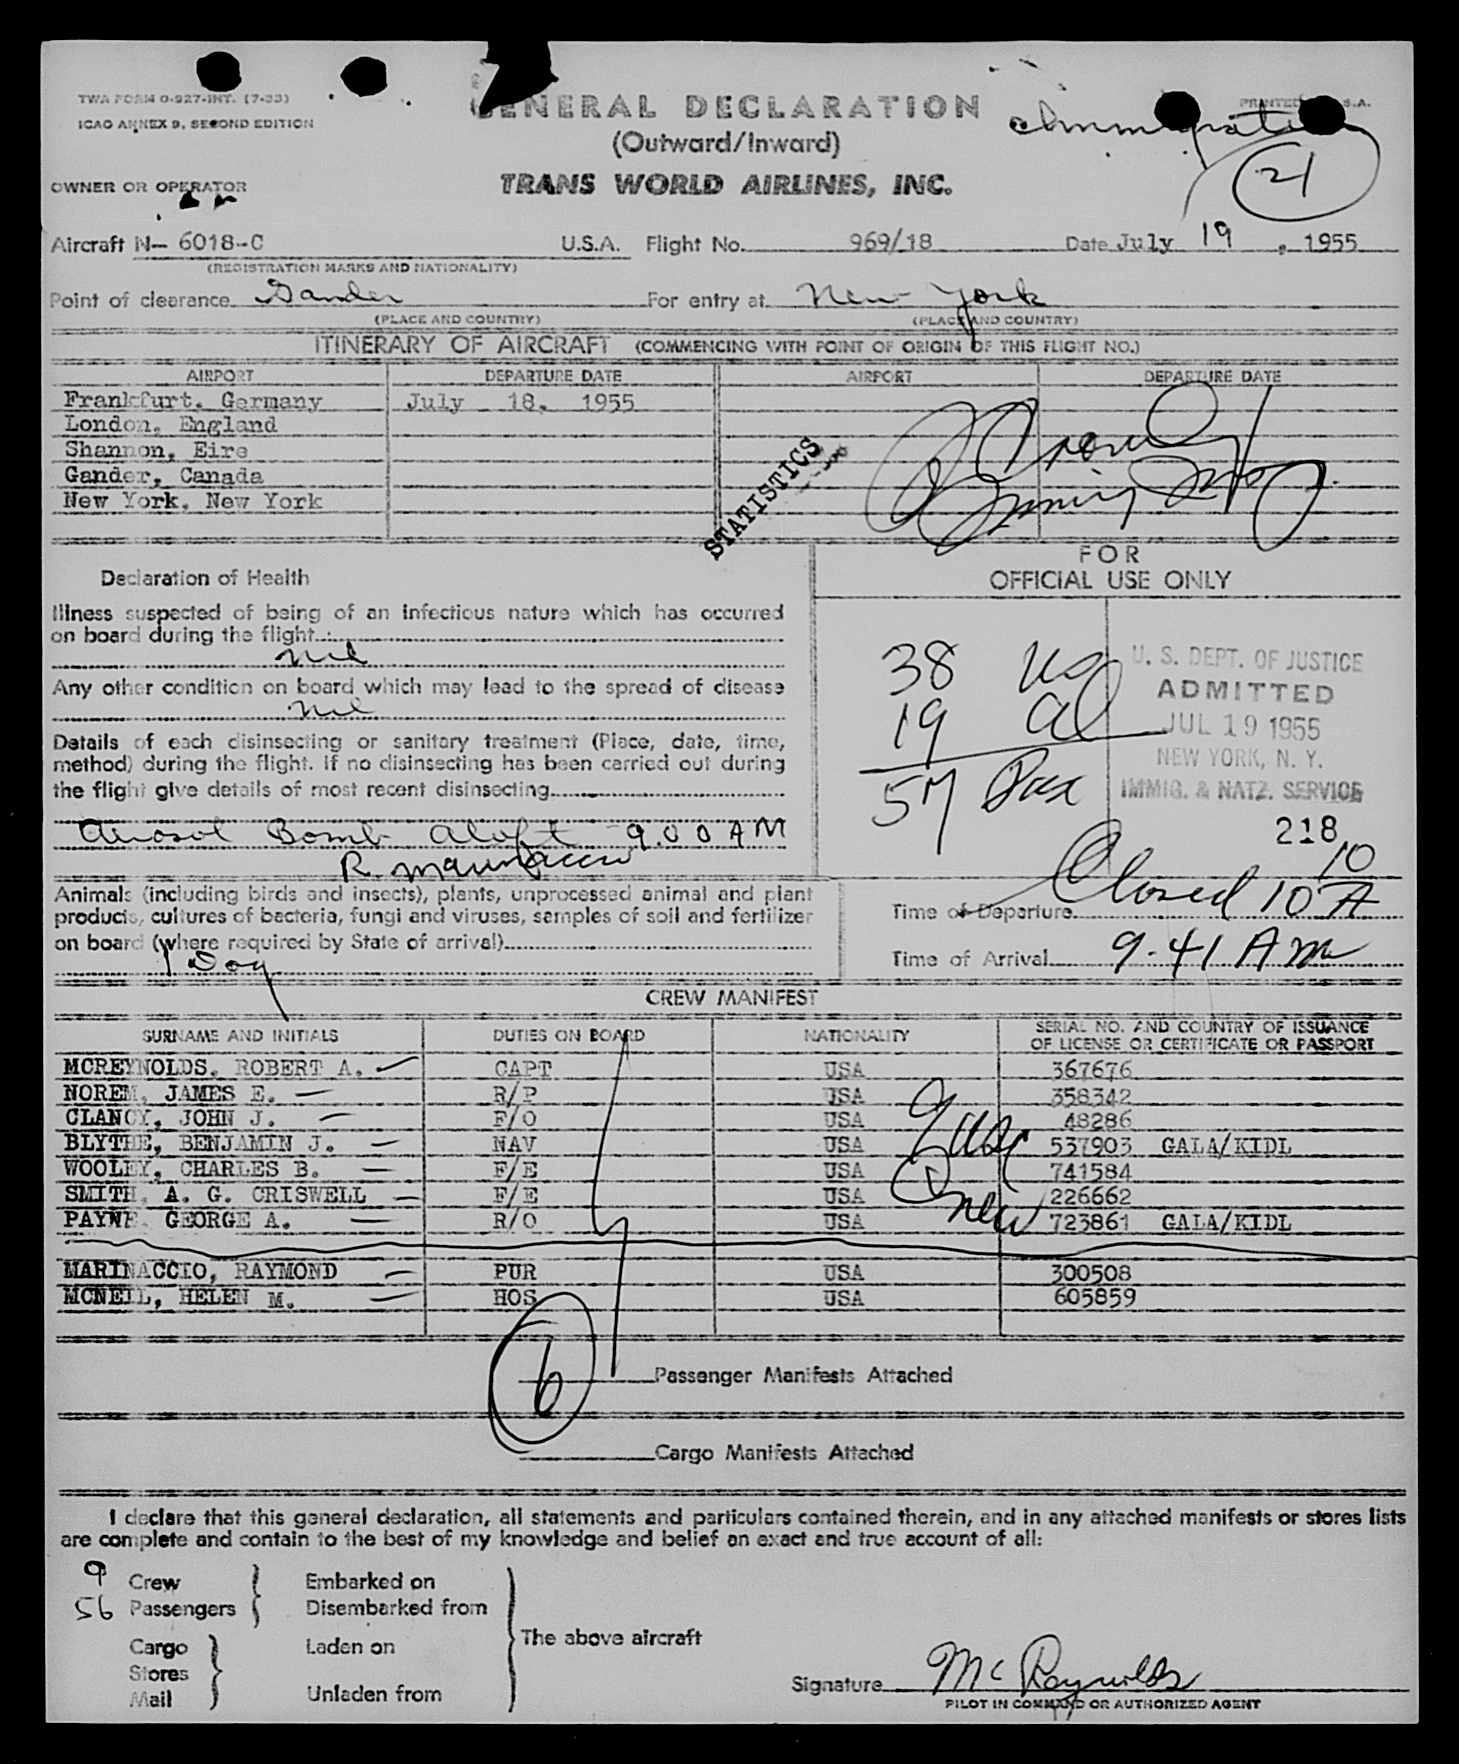 TWA FORM O-927-INT. (7-53)
ICAO ANNEX 9, SECOND EDITION
GENERAL DECLARATION
(Outward/Inward)
PRINTED U.S.A.
Immigration
21
OWNER OR OPERATOR
TRANS WORLD AIRLINES, INC.
Aircraft N- 6018-C U.S.A. Flight No. 969/18 Date July 19, 1955
(REGISTRATION MARKS AND NATIONALITY)
Point of clearance Gander For entry at New York
(PLACE AND COUNTRY) (PLACE AND COUNTRY)
ITINERARY OF AIRCRAFT (COMMENCING WITH POINT OF ORIGIN OF THIS FLIGHT NO.)
AIRPORT DEPARTURE DATE AIRPORT DEPARTURE DATE
Frankfurt, Germany July 18, 1955
London, England
Shannon, Eire
Gander, Canada
New York, New York
STATISTICS
Declaration of Health
Illness suspected of being of an infectious nature which has occurred
on board during the flight.:
nil
Any other condition on board which may lead to the spread of disease
nil
Details of each disinsecting or sanitary treatment (Place, date, time,
method) during the flight. If no disinsecting has been carried out during
the flight give details of most recent disinsecting
Aerosol Bomb Aloft - 9.00 AM
R. Marinaccio
Animals (including birds and insects), plants, unprocessed animal and plant
products, cultures of bacteria, fungi and viruses, samples of soil and fertilizer
on board (where required by State of arrival)
1 Dog
FOR
OFFICIAL USE ONLY
38 US
19 Al
57 Pax
U. S. DEPT. OF JUSTICE
ADMITTED
JUL 19 1955
NEW YORK, N. Y.
IMMIG. & NATZ. SERVICE
218
10
Time of Departure Closed 10 A
Time of Arrival 9-41 AM
CREW MANIFEST
SURNAME AND INITIALS DUTIES ON BOARD NATIONALITY SERIAL NO. AND COUNTRY OF ISSUANCE
OF LICENSE OR CERTIFICATE OR PASSPORT
MCREYNOLDS, ROBERT A. CAPT USA 367676
NOREM, JAMES E. R/P USA 358342
CLANCY, JOHN J. F/O USA 48286
BLYTHE, BENJAMIN J. NAV USA 537903 GALA/KIDL
WOOLEY, CHARLES B. F/E USA 741584
SMITH, A. G. CRISWELL F/E USA 226662
PAYNE, GEORGE A. R/O USA 723861 GALA/KIDL
new
MARINACCIO, RAYMOND PUR USA 300508
MCNEIL, HELEN M. HOS USA 605859
6 Passenger Manifests Attached
Cargo Manifests Attached
I declare that this general declaration, all statements and particulars contained therein, and in any attached manifests or stores lists
are complete and contain to the best of my knowledge and belief an exact and true account of all:
9 Crew Embarked on
56 Passengers Disembarked from
The above aircraft
Cargo Laden on
Stores
Mail Unladen from
Signature McReynolds
PILOT IN COMMAND OR AUTHORIZED AGENT